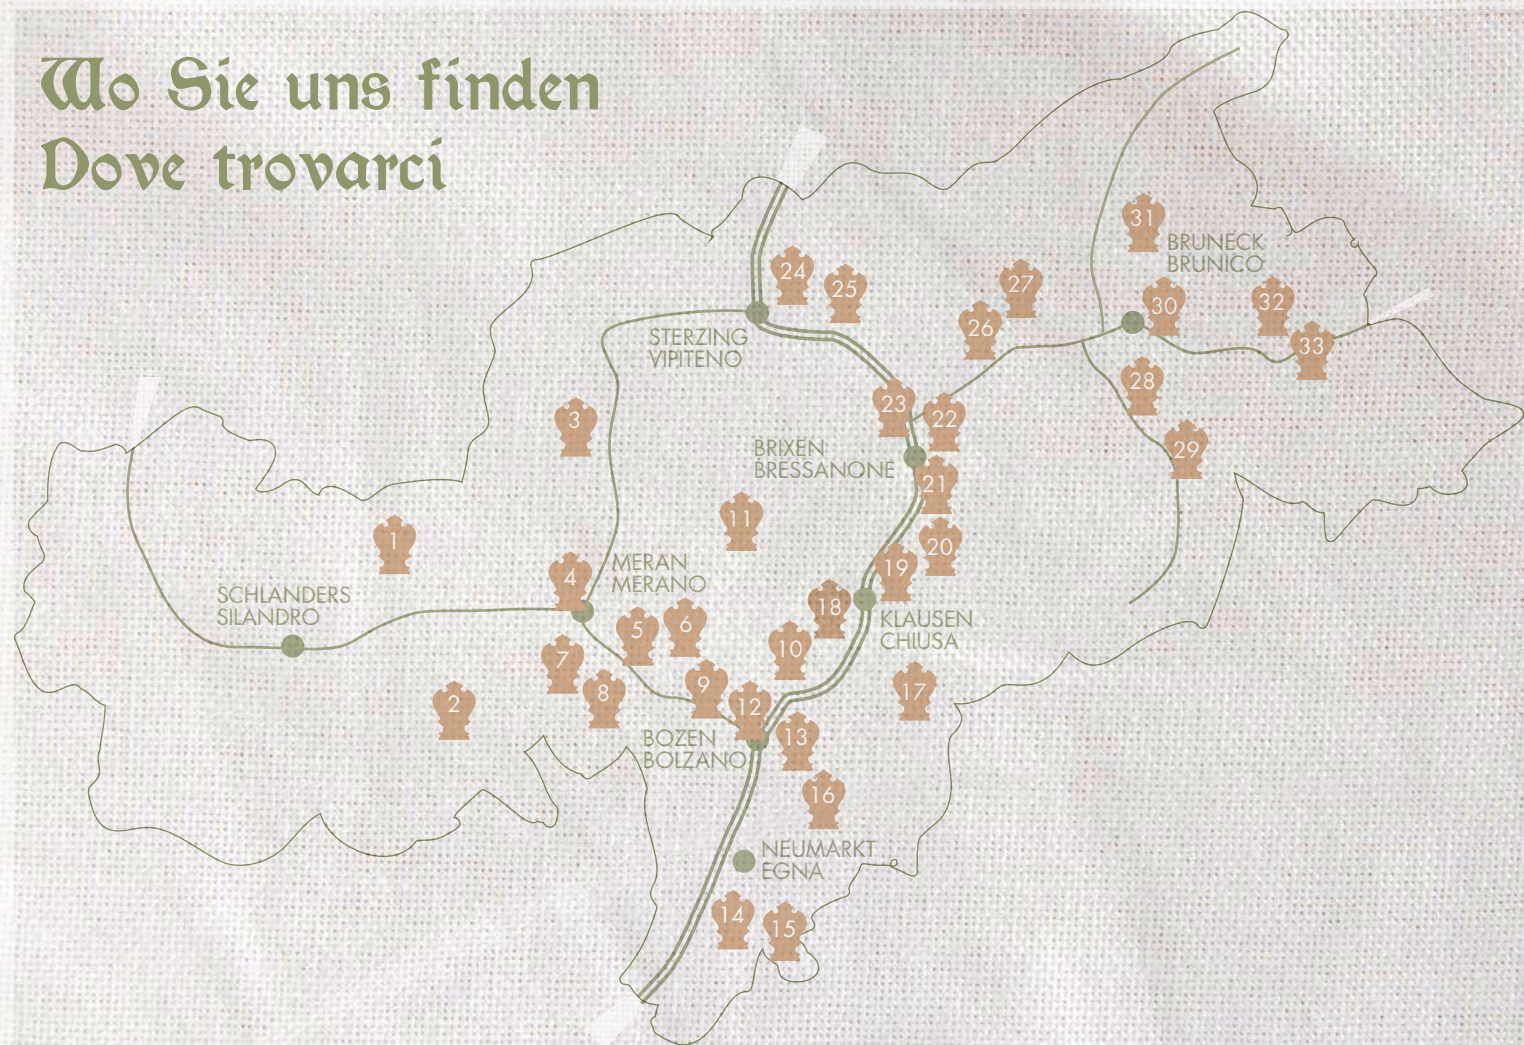 Wo Sie uns finden
Dove trovarci
31
BRUNECK
BRUNICO
24
25
27
30
32
26
33
STERZING
VIPITENO
28
23
22
3
29
BRIXEN
BRESSANONE
21
11
1
20
19
MERAN
MERANO
4
SCHLANDERS
SILANDRO
18
KLAUSEN
CHIUSA
5
6
10
7
8
9
17
2
12
BOZEN
BOLZANO
13
16
NEUMARKT
EGNA
14
15